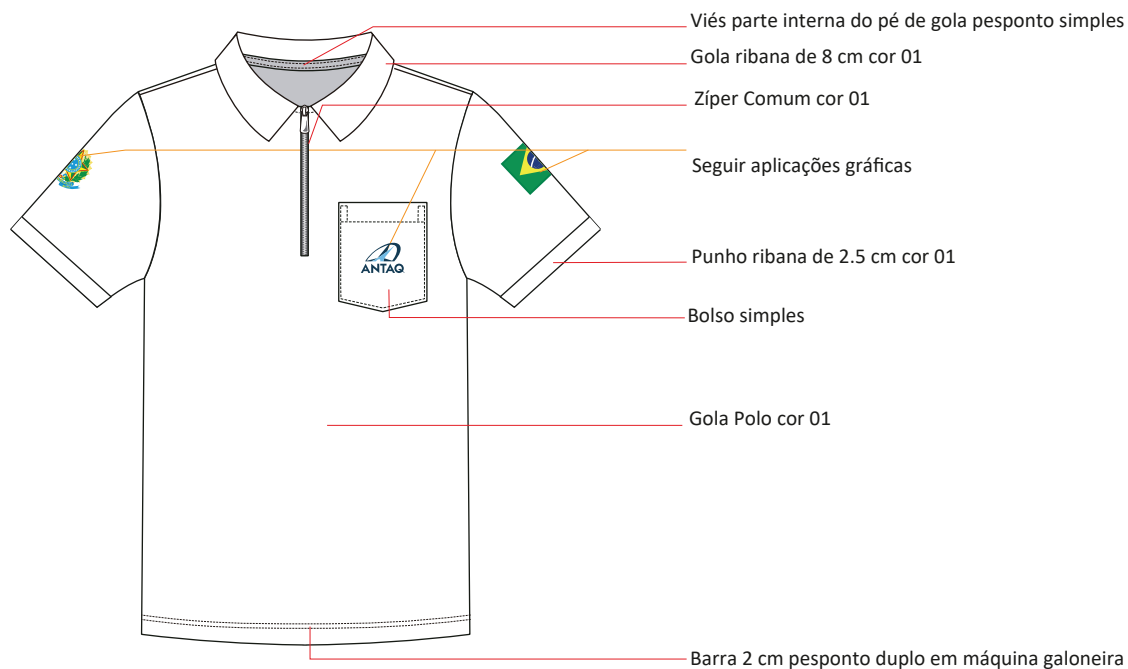 Viés parte interna do pé de gola pesponto simples
Gola ribana de 8 cm cor 01
Zíper Comum cor 01
Seguir aplicações gráficas
ANTAQ
Punho ribana de 2.5 cm cor 01
Bolso simples
Gola Polo cor 01
Barra 2 cm pesponto duplo em máquina galoneira